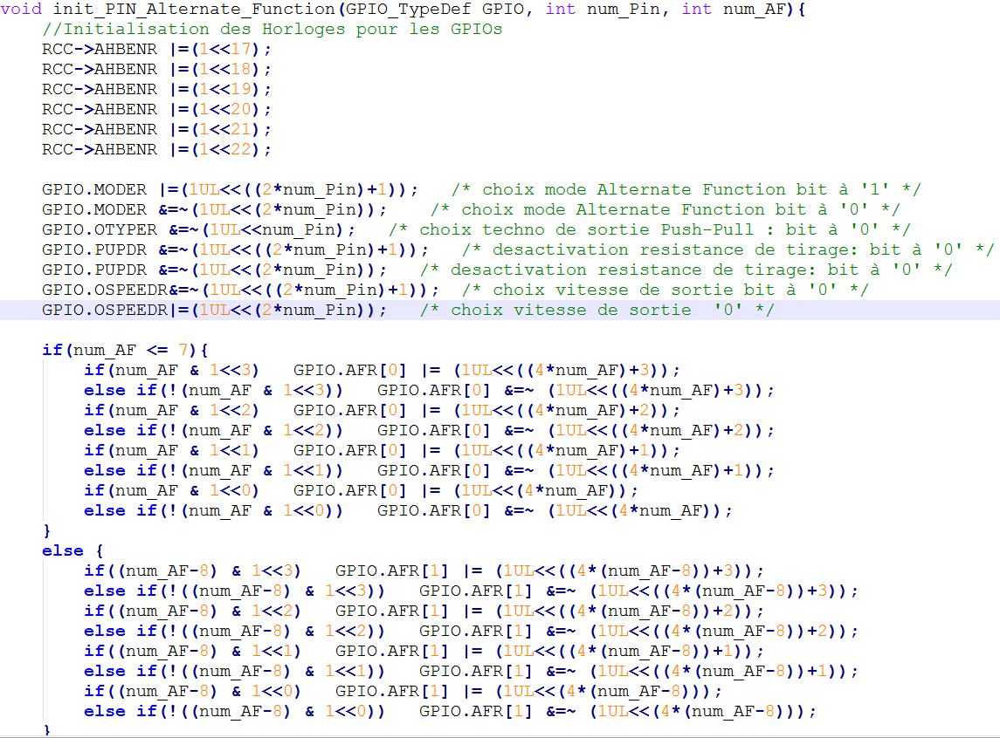 void init_PIN_Alternate_Function(GPIO_TypeDef GPIO, int num_Pin, int num_AF){
    //Initialisation des Horloges pour les GPIOs
    RCC->AHBENR |=(1<<17);
    RCC->AHBENR |=(1<<18);
    RCC->AHBENR |=(1<<19);
    RCC->AHBENR |=(1<<20);
    RCC->AHBENR |=(1<<21);
    RCC->AHBENR |=(1<<22);

    GPIO.MODER |=(1UL<<((2*num_Pin)+1));   /* choix mode Alternate Function bit à '1' */
    GPIO.MODER &=~(1UL<<(2*num_Pin));    /* choix mode Alternate Function bit à '0' */
    GPIO.OTYPER &=~(1UL<<num_Pin);   /* choix techno de sortie Push-Pull : bit à '0' */
    GPIO.PUPDR &=~(1UL<<((2*num_Pin)+1));   /* desactivation resistance de tirage: bit à '0' */
    GPIO.PUPDR &=~(1UL<<(2*num_Pin));   /* desactivation resistance de tirage: bit à '0' */
    GPIO.OSPEEDR&=~(1UL<<((2*num_Pin)+1));  /* choix vitesse de sortie bit à '0' */
    GPIO.OSPEEDR|=(1UL<<(2*num_Pin));   /* choix vitesse de sortie  '0' */

    if(num_AF <= 7){
        if(num_AF & 1<<3)   GPIO.AFR[0] |= (1UL<<((4*num_AF)+3));
        else if(!(num_AF & 1<<3))   GPIO.AFR[0] &=~ (1UL<<((4*num_AF)+3));
        if(num_AF & 1<<2)   GPIO.AFR[0] |= (1UL<<((4*num_AF)+2));
        else if(!(num_AF & 1<<2))   GPIO.AFR[0] &=~ (1UL<<((4*num_AF)+2));
        if(num_AF & 1<<1)   GPIO.AFR[0] |= (1UL<<((4*num_AF)+1));
        else if(!(num_AF & 1<<1))   GPIO.AFR[0] &=~ (1UL<<((4*num_AF)+1));
        if(num_AF & 1<<0)   GPIO.AFR[0] |= (1UL<<(4*num_AF));
        else if(!(num_AF & 1<<0))   GPIO.AFR[0] &=~ (1UL<<(4*num_AF));
    }
    else {
        if((num_AF-8) & 1<<3)   GPIO.AFR[1] |= (1UL<<((4*(num_AF-8))+3));
        else if(!((num_AF-8) & 1<<3))   GPIO.AFR[1] &=~ (1UL<<((4*(num_AF-8))+3));
        if((num_AF-8) & 1<<2)   GPIO.AFR[1] |= (1UL<<((4*(num_AF-8))+2));
        else if(!((num_AF-8) & 1<<2))   GPIO.AFR[1] &=~ (1UL<<((4*(num_AF-8))+2));
        if((num_AF-8) & 1<<1)   GPIO.AFR[1] |= (1UL<<((4*(num_AF-8))+1));
        else if(!((num_AF-8) & 1<<1))   GPIO.AFR[1] &=~ (1UL<<((4*(num_AF-8))+1));
        if((num_AF-8) & 1<<0)   GPIO.AFR[1] |= (1UL<<(4*(num_AF-8)));
        else if(!((num_AF-8) & 1<<0))   GPIO.AFR[1] &=~ (1UL<<(4*(num_AF-8)));
    }